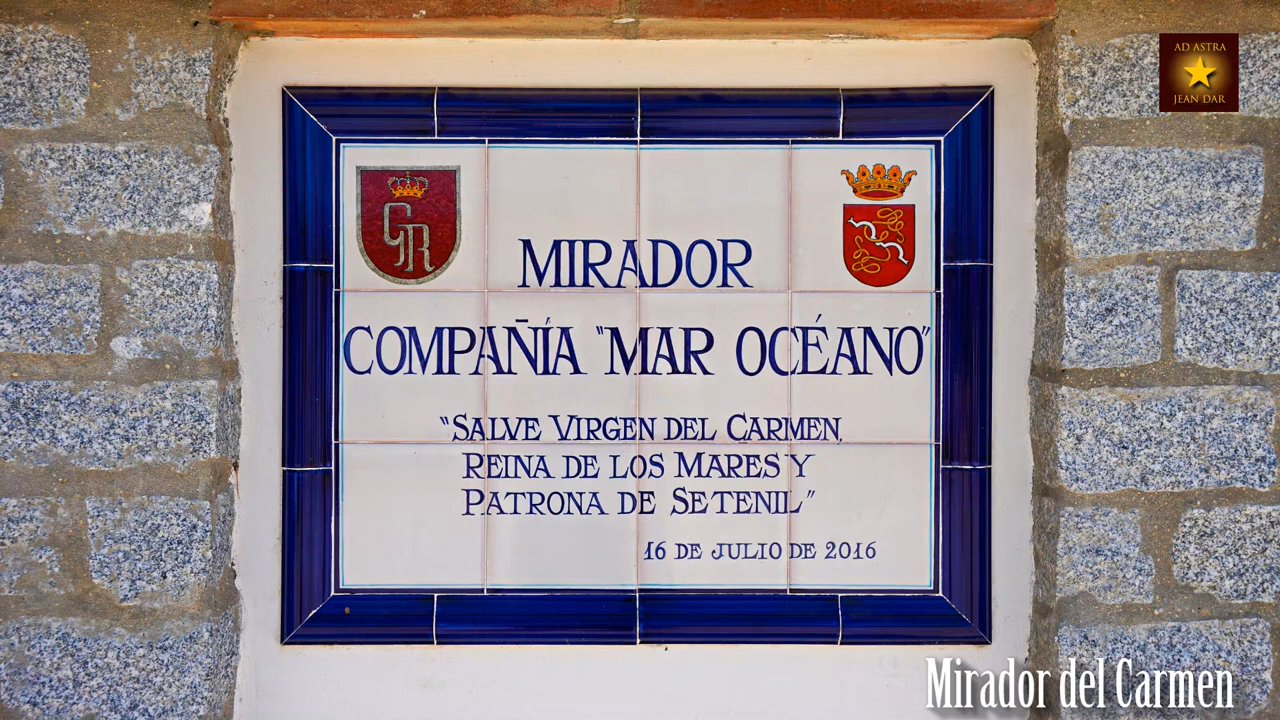 AD ASTRA
JEAN DAR
GR
MIRADOR
COMPAÑÍA "MAR OCÉANO"
"SALVE VIRGEN DEL CARMEN,
REINA DE LOS MARES Y
PATRONA DE SETENIL"
16 DE JULIO DE 2016
Mirador del Carmen